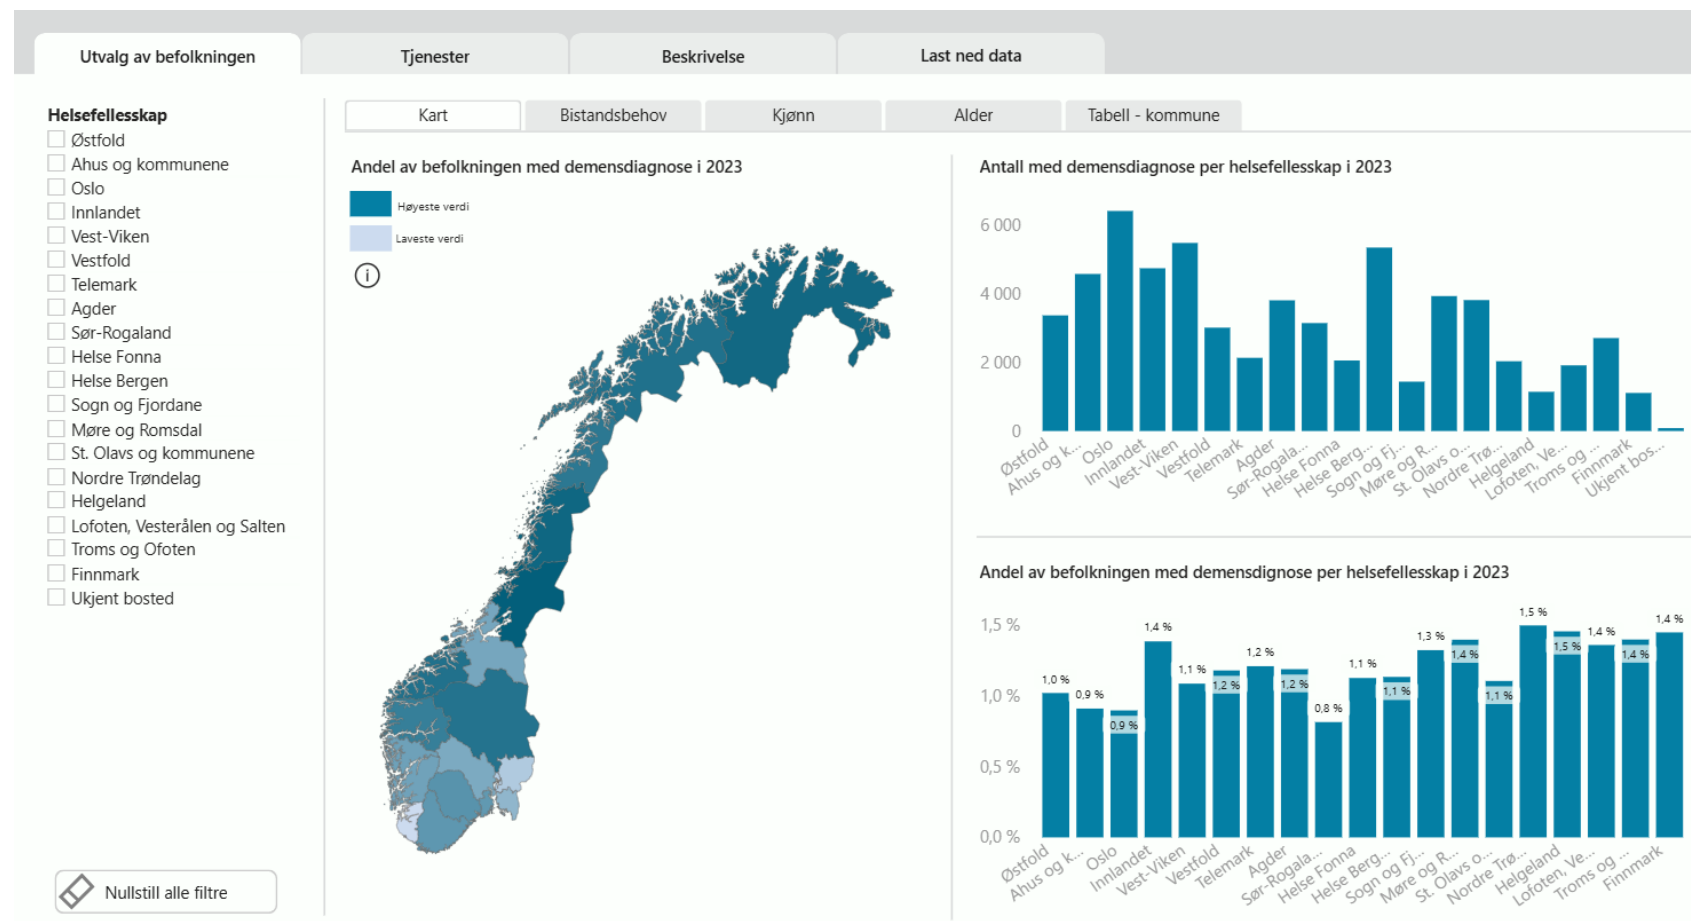 Utvalg av befolkningen
Tjenester
Beskrivelse
Last ned data
Helsefellesskap
Østfold
Ahus og kommunene
Oslo
Innlandet
Vest-Viken
Vestfold
Telemark
Agder
Sør-Rogaland
Helse Fonna
Helse Bergen
Sogn og Fjordane
Møre og Romsdal
St. Olavs og kommunene
Nordre Trøndelag
Helgeland
Lofoten, Vesterålen og Salten
Troms og Ofoten
Finnmark
Ukjent bosted
Nullstill alle filtre
Kart
Bistandsbehov
Kjønn
Alder
Tabell - kommune
Andel av befolkningen med demensdiagnose i 2023
Høyeste verdi
Laveste verdi
i
Antall med demensdiagnose per helsefellesskap i 2023
6 000
4 000
2 000
0
Østfold
Ahus og k...
Oslo
Innlandet
Vest-Viken
Vestfold
Telemark
Agder
Sør-Rogala...
Helse Fonna
Helse Berg...
Sogn og Fj...
Møre og R...
St. Olavs o...
Nordre Trø...
Helgeland
Lofoten, Ve...
Troms og ...
Finnmark
Ukjent bos...
Andel av befolkningen med demensdignose per helsefellesskap i 2023
1,5 %
1,0 %
0,5 %
0,0 %
1,0 %
0,9 %
0,9 %
1,4 %
1,1 %
1,2 %
1,2 %
1,2 %
0,8 %
1,1 %
1,1 %
1,3 %
1,4 %
1,1 %
1,5 %
1,5 %
1,4 %
1,4 %
1,4 %
Østfold
Ahus og k...
Oslo
Innlandet
Vest-Viken
Vestfold
Telemark
Agder
Sør-Rogala...
Helse Fonna
Helse Berg...
Sogn og Fj...
Møre og R...
St. Olavs o...
Nordre Trø...
Helgeland
Lofoten, Ve...
Troms og ...
Finnmark